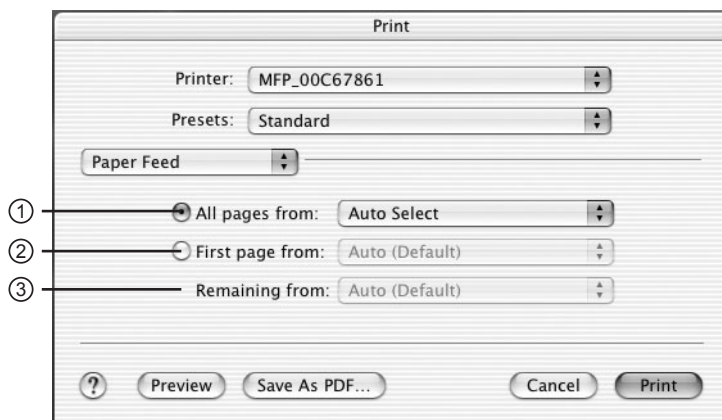 Print
Printer: MFP_00C67861
Presets: Standard
Paper Feed
① All pages from: Auto Select
② First page from: Auto (Default)
③ Remaining from: Auto (Default)
? Preview Save As PDF... Cancel Print